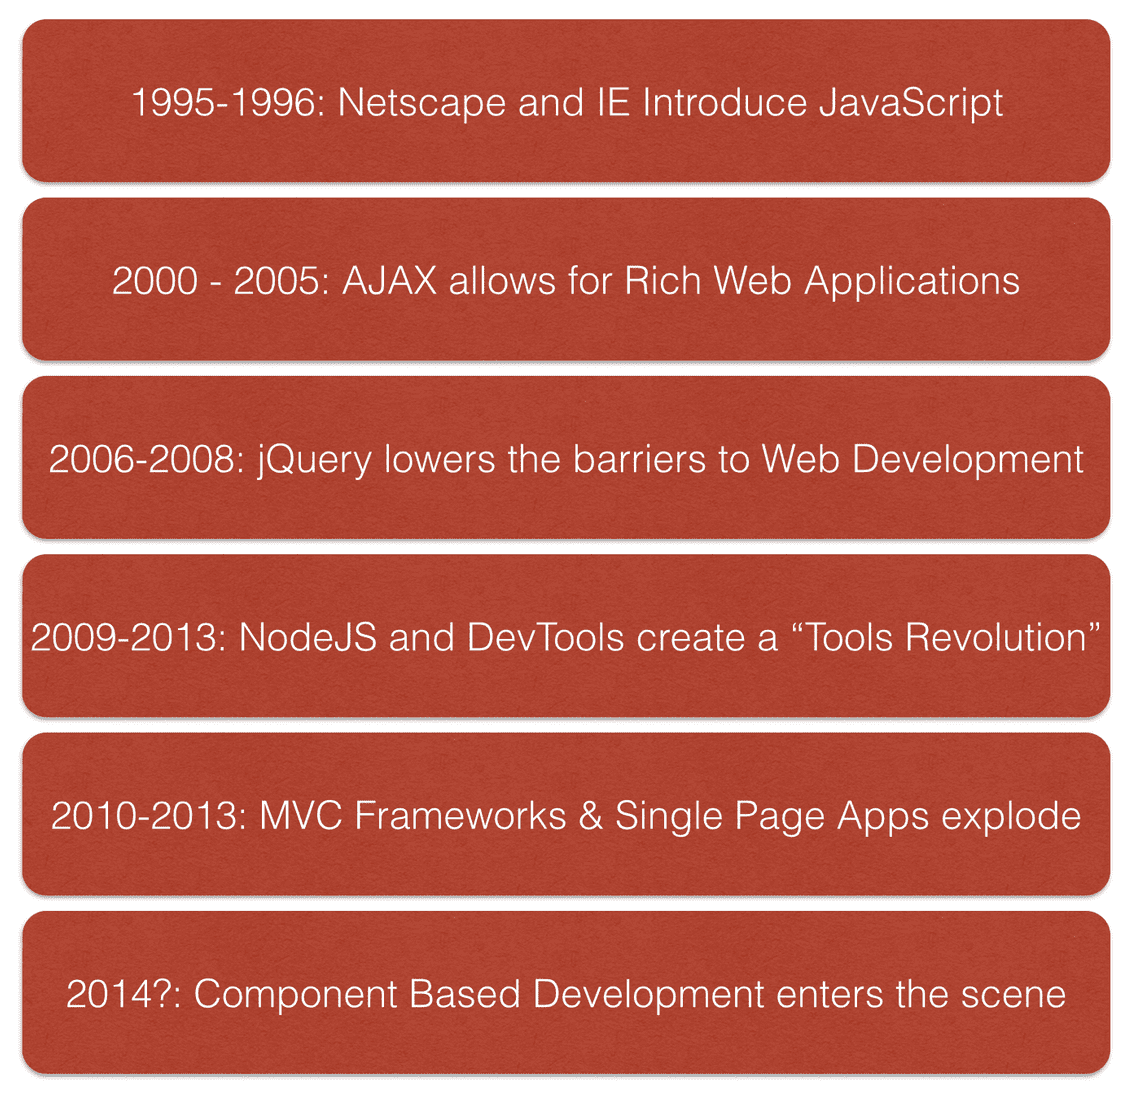 1995-1996: Netscape and IE Introduce JavaScript
2000 - 2005: AJAX allows for Rich Web Applications
2006-2008: jQuery lowers the barriers to Web Development
2009-2013: NodeJS and DevTools create a “Tools Revolution”
2010-2013: MVC Frameworks & Single Page Apps explode
2014?: Component Based Development enters the scene